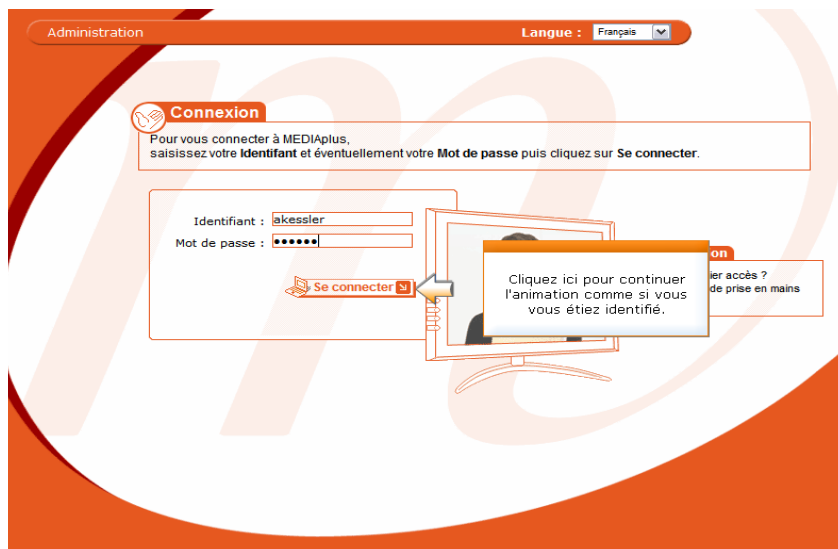 Administration
Langue : Français
Connexion
Pour vous connecter à MEDIAplus,
saisissez votre Identifant et éventuellement votre Mot de passe puis cliquez sur Se connecter.
Identifiant : akessler
Mot de passe : ••••••
Se connecter
Cliquez ici pour continuer
l'animation comme si vous
vous étiez identifié.
on
ier accès ?
de prise en mains